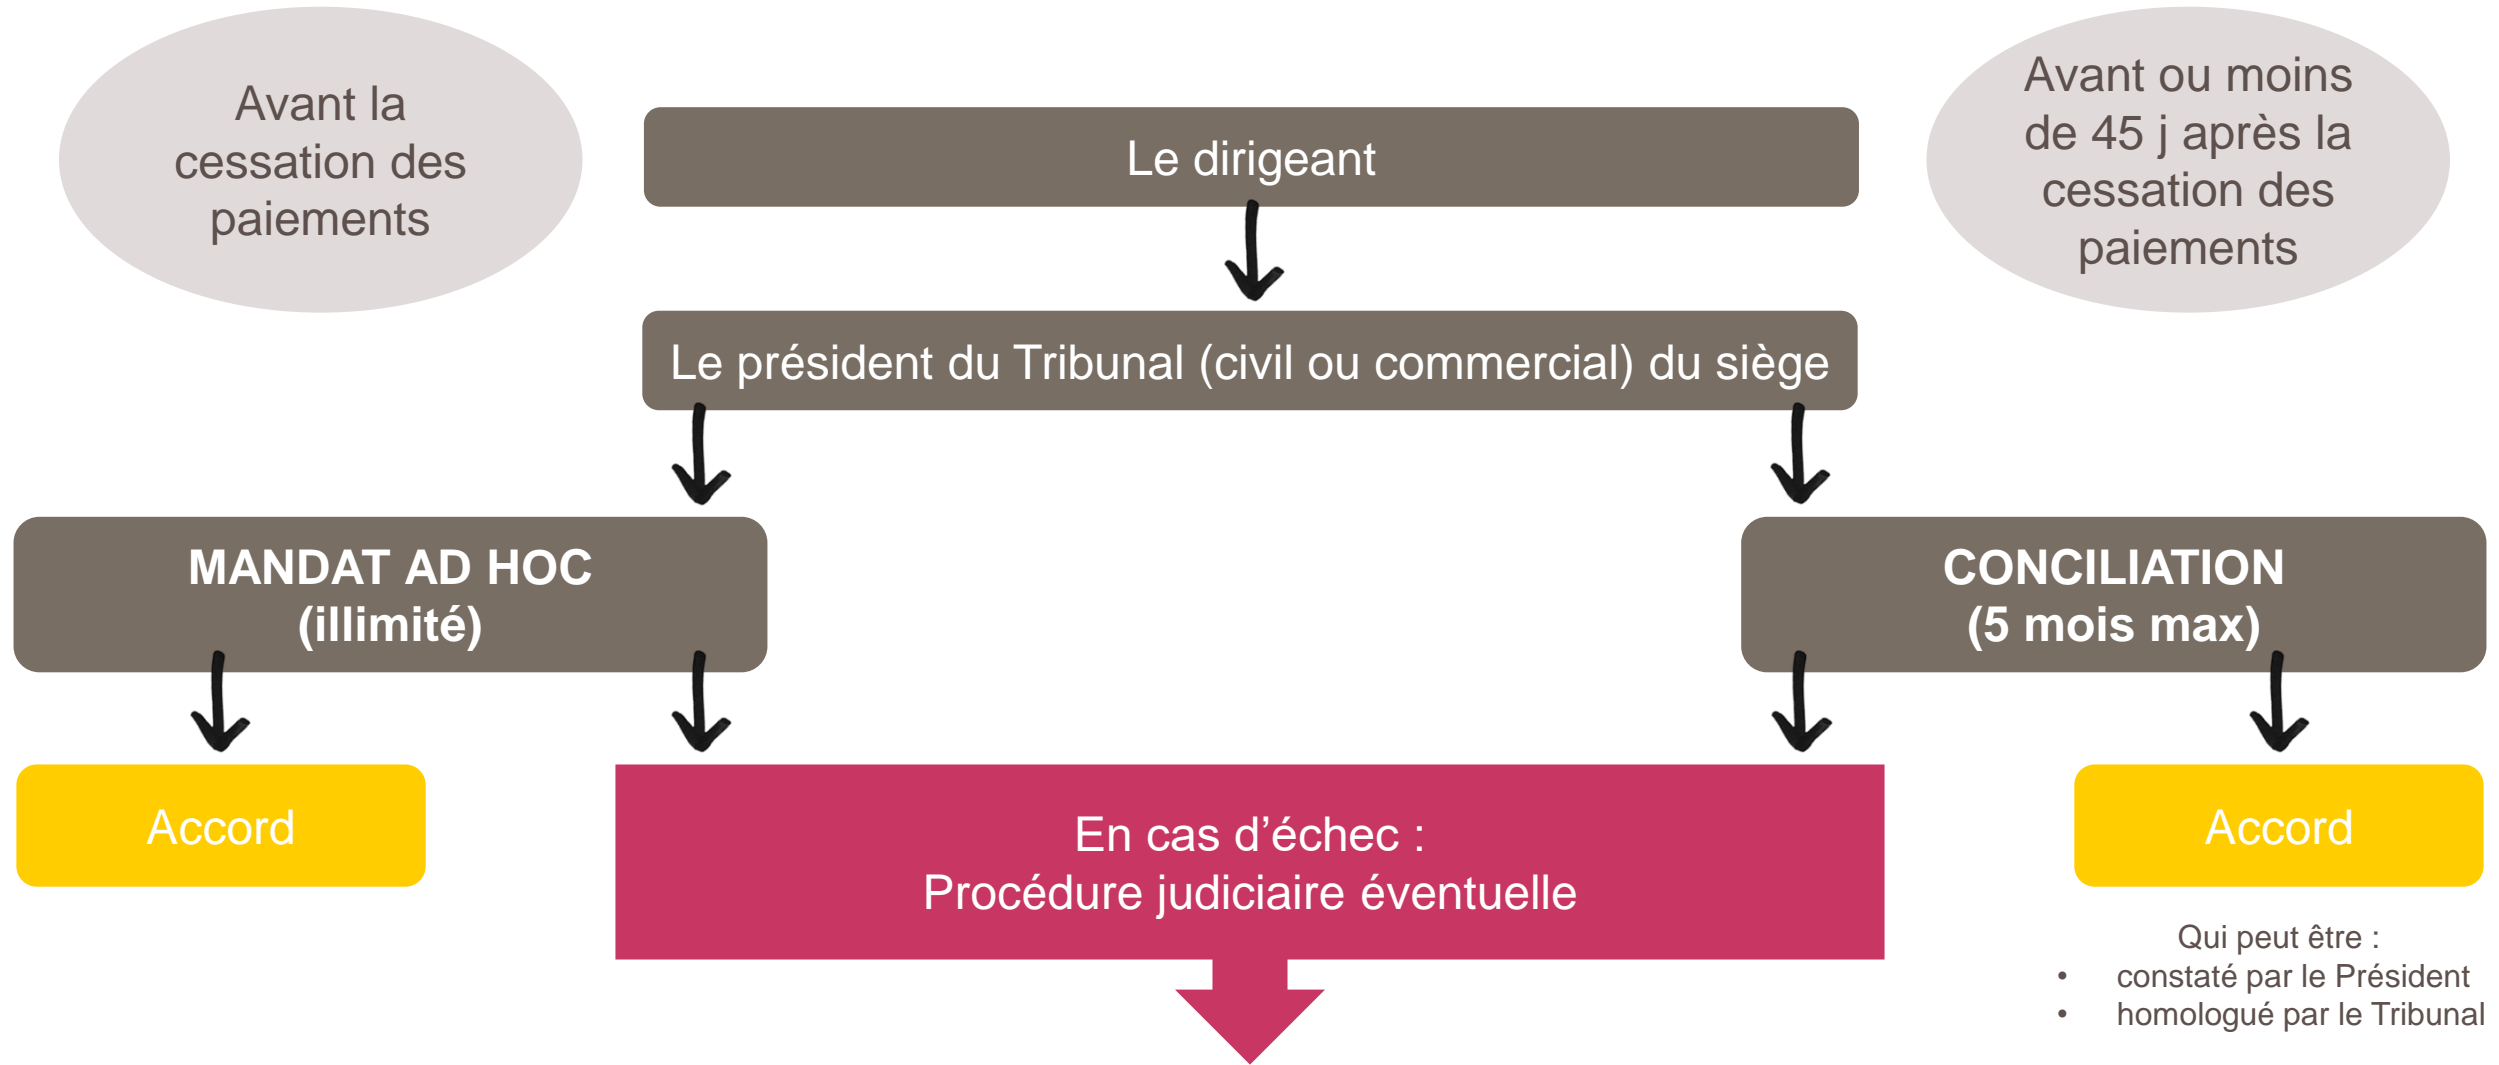 Avant la
cessation des
paiements
Le dirigeant
Avant ou moins
de 45 j après la
cessation des
paiements
Le président du Tribunal (civil ou commercial) du siège
MANDAT AD HOC
(illimité)
CONCILIATION
(5 mois max)
Accord
En cas d’échec :
Procédure judiciaire éventuelle
Accord
Qui peut être :
• constaté par le Président
• homologué par le Tribunal